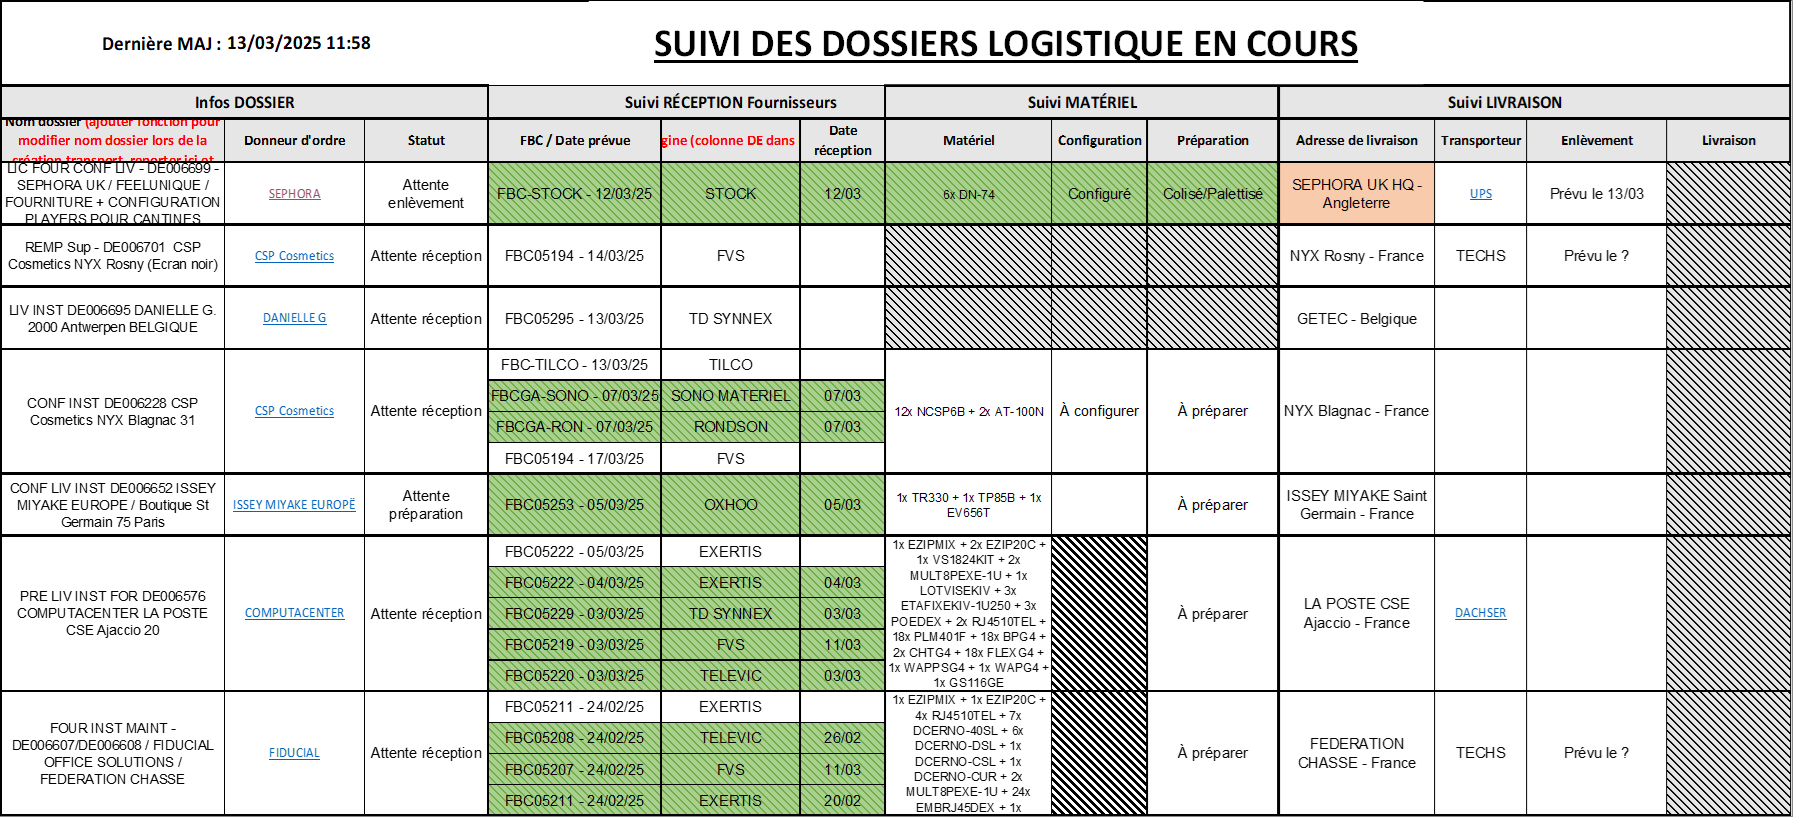 Dernière MAJ : 13/03/2025 11:58
SUIVI DES DOSSIERS LOGISTIQUE EN COURS
Infos DOSSIER
Suivi RÉCEPTION Fournisseurs
Suivi MATÉRIEL
Suivi LIVRAISON
Nom dossier (ajouter fonction pour
modifier nom dossier lors de la
création transport, reporter ici et
Donneur d'ordre
Statut
FBC / Date prévue
gine (colonne DE dans
Date
réception
Matériel
Configuration
Préparation
Adresse de livraison
Transporteur
Enlèvement
Livraison
LIC FOUR CONF LIV - DE006699 -
SEPHORA UK / FEELUNIQUE /
FOURNITURE + CONFIGURATION
PLAYERS POUR CANTINES
SEPHORA
Attente
enlèvement
FBC-STOCK - 12/03/25
STOCK
12/03
6x DN-74
Configuré
Colisé/Palettisé
SEPHORA UK HQ -
Angleterre
UPS
Prévu le 13/03
REMP Sup - DE006701 CSP
Cosmetics NYX Rosny (Ecran noir)
CSP Cosmetics
Attente réception
FBC05194 - 14/03/25
FVS
NYX Rosny - France
TECHS
Prévu le ?
LIV INST DE006695 DANIELLE G.
2000 Antwerpen BELGIQUE
DANIELLE G
Attente réception
FBC05295 - 13/03/25
TD SYNNEX
GETEC - Belgique
CONF INST DE006228 CSP
Cosmetics NYX Blagnac 31
CSP Cosmetics
Attente réception
FBC-TILCO - 13/03/25
TILCO
FBCGA-SONO - 07/03/25
SONO MATERIEL
07/03
FBCGA-RON - 07/03/25
RONDSON
07/03
FBC05194 - 17/03/25
FVS
12x NCSP6B + 2x AT-100N
À configurer
À préparer
NYX Blagnac - France
CONF LIV INST DE006652 ISSEY
MIYAKE EUROPE / Boutique St
Germain 75 Paris
ISSEY MIYAKE EUROPË
Attente
préparation
FBC05253 - 05/03/25
OXHOO
05/03
1x TR330 + 1x TP85B + 1x
EV656T
À préparer
ISSEY MIYAKE Saint
Germain - France
PRE LIV INST FOR DE006576
COMPUTACENTER LA POSTE
CSE Ajaccio 20
COMPUTACENTER
Attente réception
FBC05222 - 05/03/25
EXERTIS
FBC05222 - 04/03/25
EXERTIS
04/03
FBC05229 - 03/03/25
TD SYNNEX
03/03
FBC05219 - 03/03/25
FVS
11/03
FBC05220 - 03/03/25
TELEVIC
03/03
1x EZIPMIX + 2x EZIP20C +
1x VS1824KIT + 2x
MULT8PEXE-1U + 1x
LOTVISEKIV + 3x
ETAFIXEKIV-1U250 + 3x
POEDEX + 2x RJ4510TEL +
18x PLM401F + 18x BPG4 +
2x CHTG4 + 18x FLEXG4 +
1x WAPPSG4 + 1x WAPG4 +
1x GS116GE
À préparer
LA POSTE CSE
Ajaccio - France
DACHSER
FOUR INST MAINT -
DE006607/DE006608 / FIDUCIAL
OFFICE SOLUTIONS /
FEDERATION CHASSE
FIDUCIAL
Attente réception
FBC05211 - 24/02/25
EXERTIS
FBC05208 - 24/02/25
TELEVIC
26/02
FBC05207 - 24/02/25
FVS
11/03
FBC05211 - 24/02/25
EXERTIS
20/02
1x EZIPMIX + 1x EZIP20C +
4x RJ4510TEL + 7x
DCERNO-40SL + 6x
DCERNO-DSL + 1x
DCERNO-CSL + 1x
DCERNO-CUR + 2x
MULT8PEXE-1U + 24x
EMBRJ45DEX + 1x
À préparer
FEDERATION
CHASSE - France
TECHS
Prévu le ?